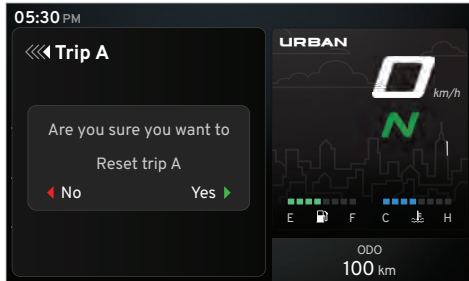 05:30 PM
Trip A
Are you sure you want to
Reset trip A
No Yes
URBAN
0
km/h
N
E F C H
ODO
100 km